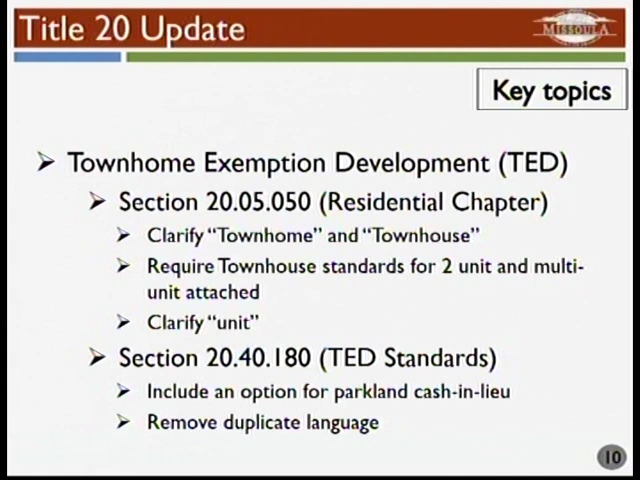 Title 20 Update
MISSOULA
Key topics
Townhome Exemption Development (TED)
Section 20.05.050 (Residential Chapter)
Clarify "Townhome" and "Townhouse"
Require Townhouse standards for 2 unit and multi-
unit attached
Clarify "unit"
Section 20.40.180 (TED Standards)
Include an option for parkland cash-in-lieu
Remove duplicate language
10